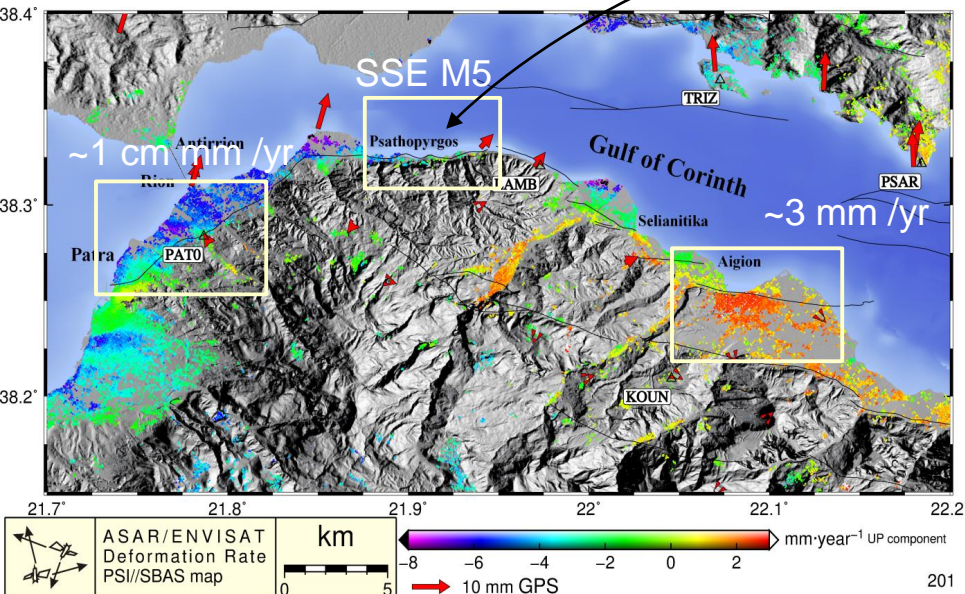 38.4˚
SSE M5
TRIZ
Psathopyrgos
Antirrion
~1 cm mm /yr
Rion
Gulf of Corinth
LAMB
PSAR
38.3˚
Selianitika
~3 mm /yr
Patra
PAT0
Aigion
38.2˚
KOUN
21.7˚ 21.8˚ 21.9˚ 22˚ 22.1˚ 22.2
ASAR/ENVISAT
Deformation Rate
PSI//SBAS map
km
0 5
−8 −6 −4 −2 0 2
mm·year−1 UP component
10 mm GPS
201